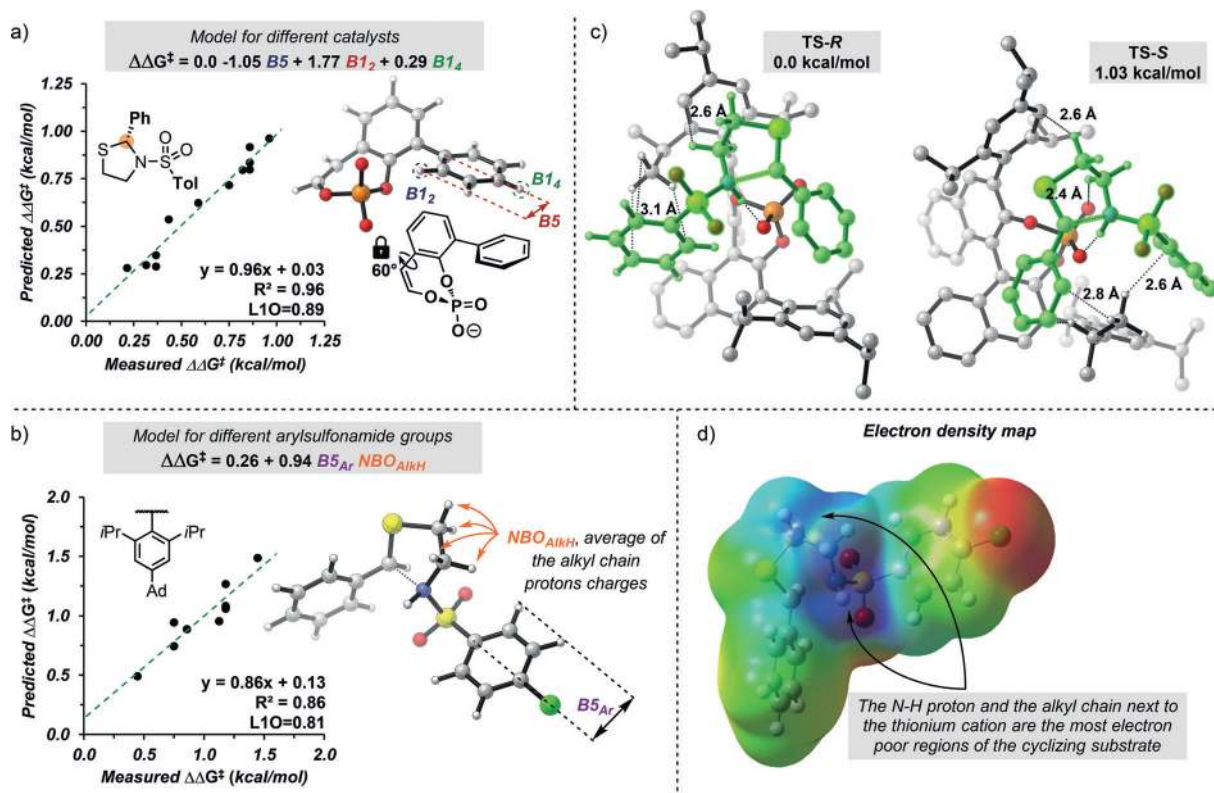 a)
Model for different catalysts
ΔΔG‡ = 0.0 -1.05 B5 + 1.77 B1₂ + 0.29 B1₄
Predicted ΔΔG‡ (kcal/mol)
1.25
1.00
0.75
0.50
0.25
0.00
0.00 0.25 0.50 0.75 1.00 1.25
Measured ΔΔG‡ (kcal/mol)
Ph
S
N
S
O
O
Tol
y = 0.96x + 0.03
R² = 0.96
L1O=0.89
B1₂
B1₄
B5
60°
O
O
P
O
O⊖
b)
Model for different arylsulfonamide groups
ΔΔG‡ = 0.26 + 0.94 B5Ar NBOAlkH
Predicted ΔΔG‡ (kcal/mol)
2.0
1.5
1.0
0.5
0.0
0.0 0.5 1.0 1.5 2.0
Measured ΔΔG‡ (kcal/mol)
iPr
iPr
Ad
y = 0.86x + 0.13
R² = 0.86
L1O=0.81
NBOAlkH, average of
the alkyl chain
protons charges
B5Ar
c)
TS-R
0.0 kcal/mol
2.6 Å
3.1 Å
TS-S
1.03 kcal/mol
2.6 Å
2.4 Å
2.8 Å
2.6 Å
d)
Electron density map
The N-H proton and the alkyl chain next to
the thionium cation are the most electron
poor regions of the cyclizing substrate